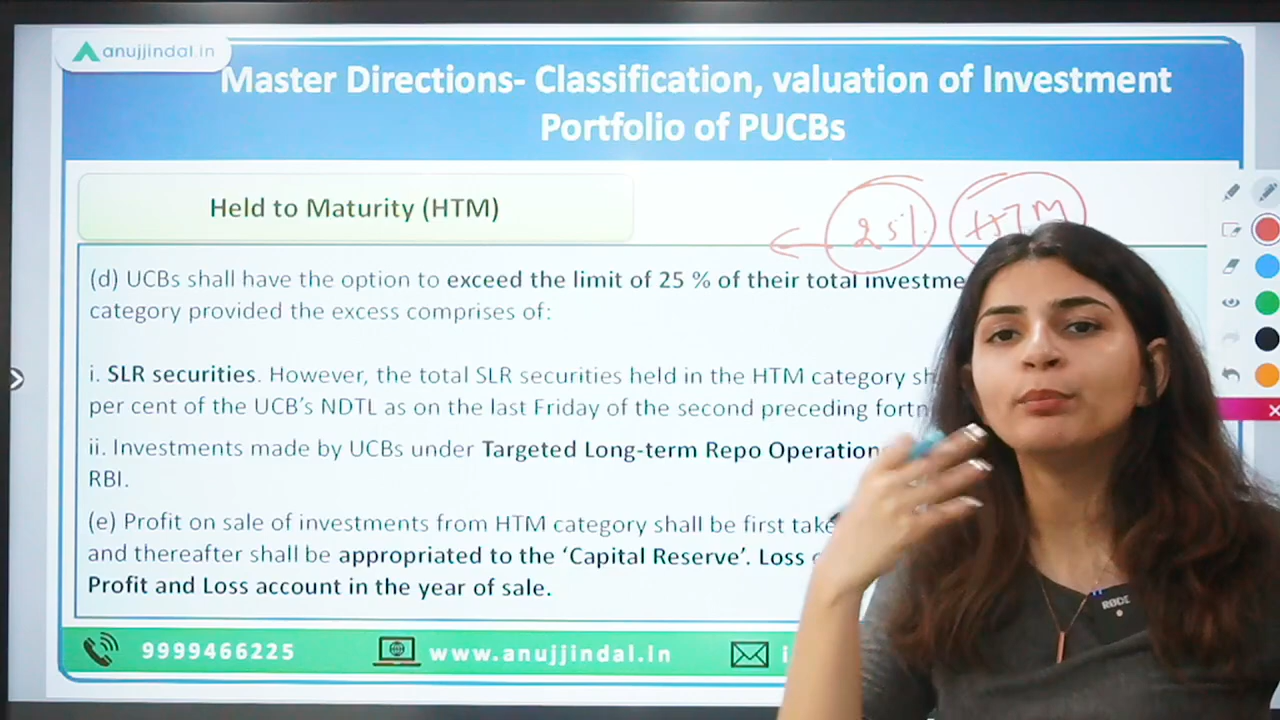 anujjindal.in
Master Directions- Classification, valuation of Investment
Portfolio of PUCBs
Held to Maturity (HTM)
25% HTM
(d) UCBs shall have the option to exceed the limit of 25 % of their total
category provided the excess comprises of:
i. SLR securities. However, the total SLR securities held in the HTM category
per cent of the UCB's NDTL as on the last Friday of the second preceding
ii. Investments made by UCBs under Targeted Long-term Repo
RBI.
(e) Profit on sale of investments from HTM category shall be first
and thereafter shall be appropriated to the 'Capital Reserve'. Loss
Profit and Loss account in the year of sale.
9999466225
www.anujjindal.in
RØDE